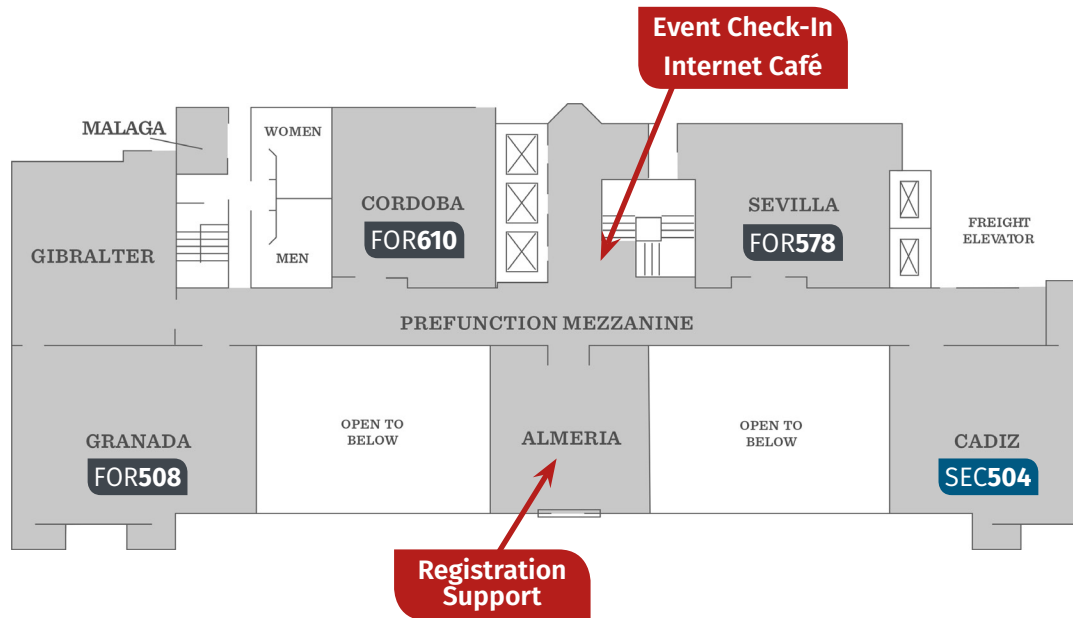 Event Check-In
Internet Café
MALAGA
WOMEN
CORDOBA
FOR610
SEVILLA
FOR578
FREIGHT
ELEVATOR
GIBRALTER
MEN
PREFUNCTION MEZZANINE
GRANADA
FOR508
OPEN TO
BELOW
ALMERIA
OPEN TO
BELOW
CADIZ
SEC504
Registration
Support